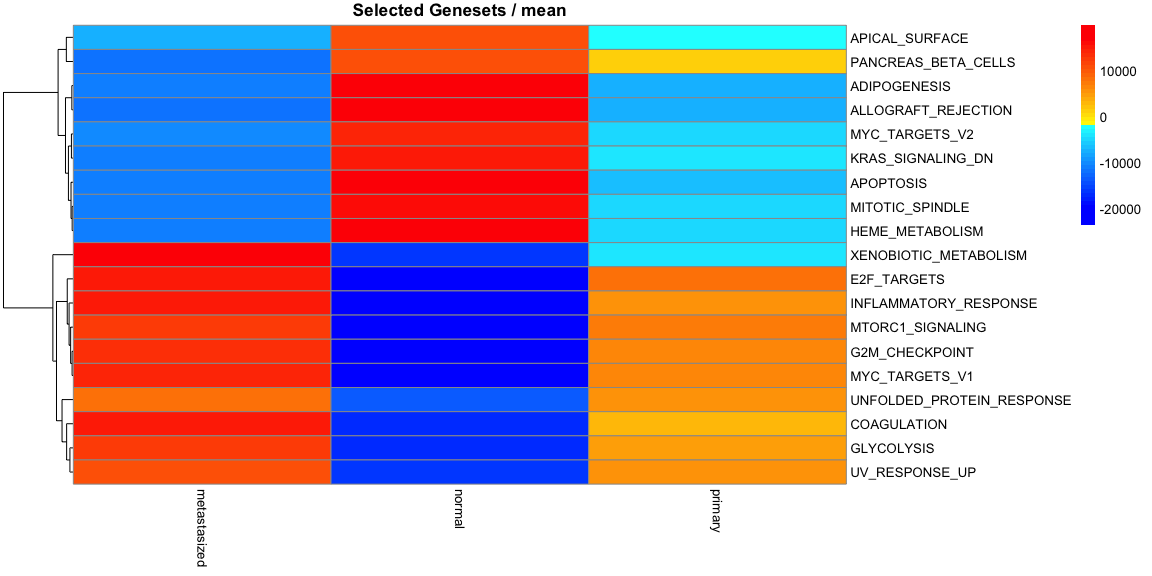 Selected Genesets / mean
APICAL_SURFACE
PANCREAS_BETA_CELLS
ADIPOGENESIS
ALLOGRAFT_REJECTION
MYC_TARGETS_V2
KRAS_SIGNALING_DN
APOPTOSIS
MITOTIC_SPINDLE
HEME_METABOLISM
XENOBIOTIC_METABOLISM
E2F_TARGETS
INFLAMMATORY_RESPONSE
MTORC1_SIGNALING
G2M_CHECKPOINT
MYC_TARGETS_V1
UNFOLDED_PROTEIN_RESPONSE
COAGULATION
GLYCOLYSIS
UV_RESPONSE_UP
10000
0
-10000
-20000
metastasized
normal
primary